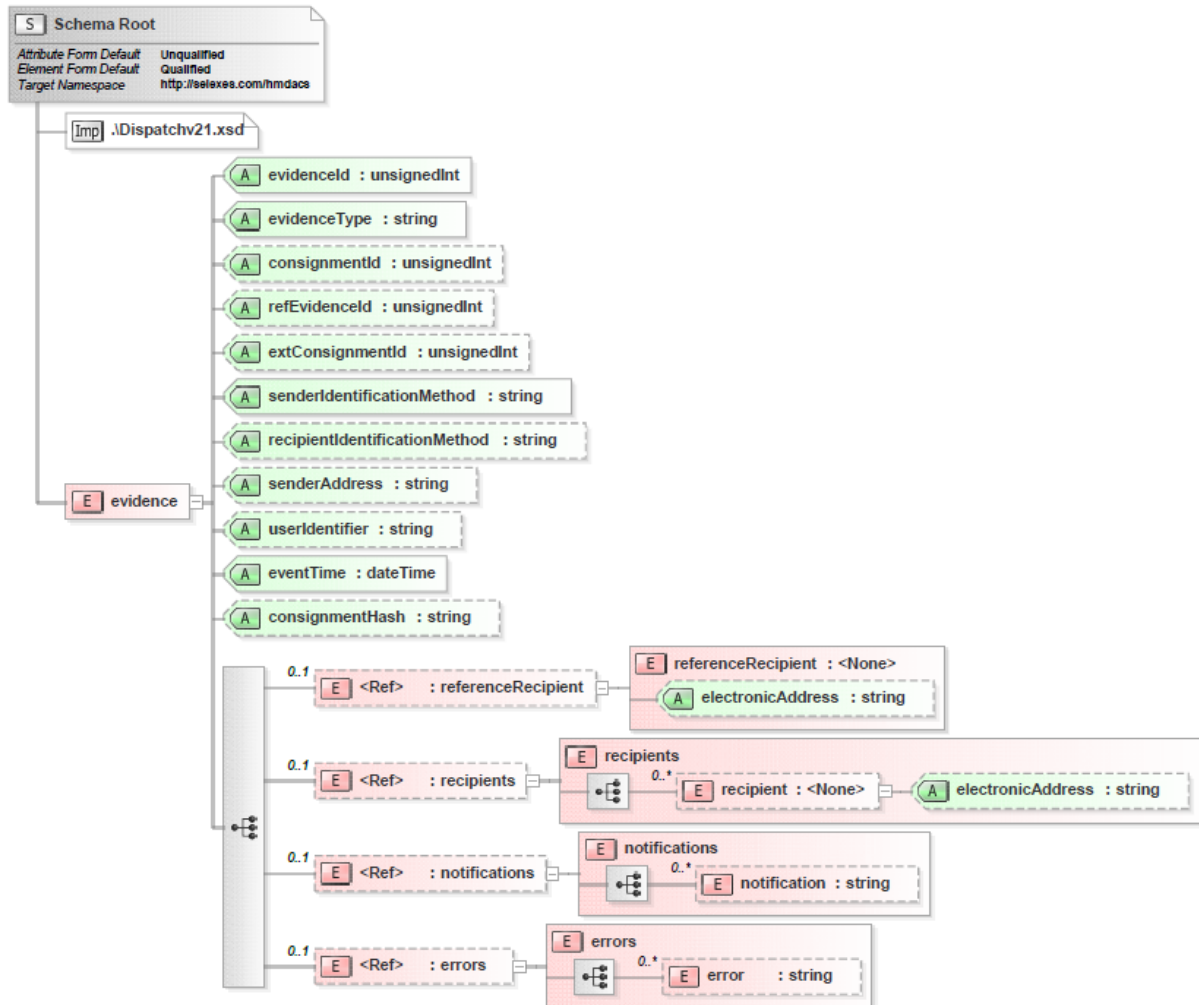 S Schema Root
Attribute Form Default Unqualified
Element Form Default Qualified
Target Namespace http://selexes.com/hmdacs
Imp .\Dispatchv21.xsd
A evidenceId : unsignedInt
A evidenceType : string
A consignmentId : unsignedInt
A refEvidenceId : unsignedInt
A extConsignmentId : unsignedInt
A senderIdentificationMethod : string
A recipientIdentificationMethod : string
A senderAddress : string
E evidence
A userIdentifier : string
A eventTime : dateTime
A consignmentHash : string
0..1
E <Ref> : referenceRecipient
E referenceRecipient : <None>
A electronicAddress : string
0..1
E <Ref> : recipients
E recipients
0..*
E recipient : <None>
A electronicAddress : string
0..1
E <Ref> : notifications
E notifications
0..*
E notification : string
0..1
E <Ref> : errors
E errors
0..*
E error : string